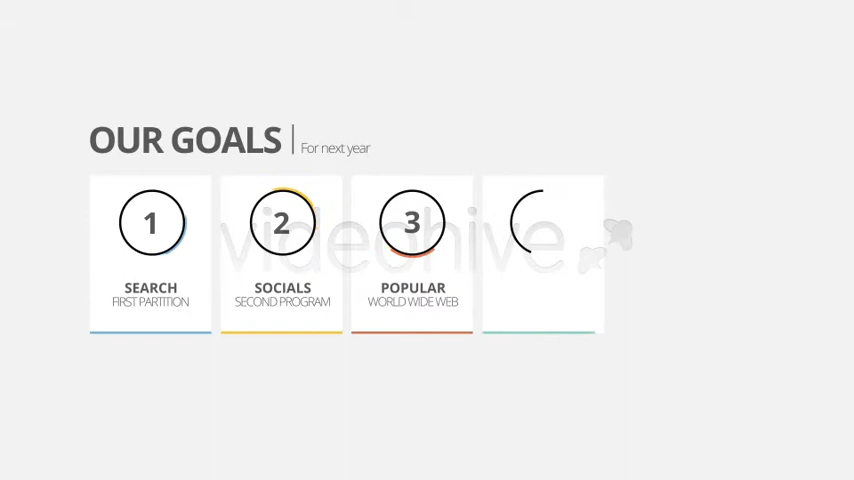 OUR GOALS
For next year
1
2
3
videohive
SEARCH
FIRST PARTITION
SOCIALS
SECOND PROGRAM
POPULAR
WORLD WIDE WEB